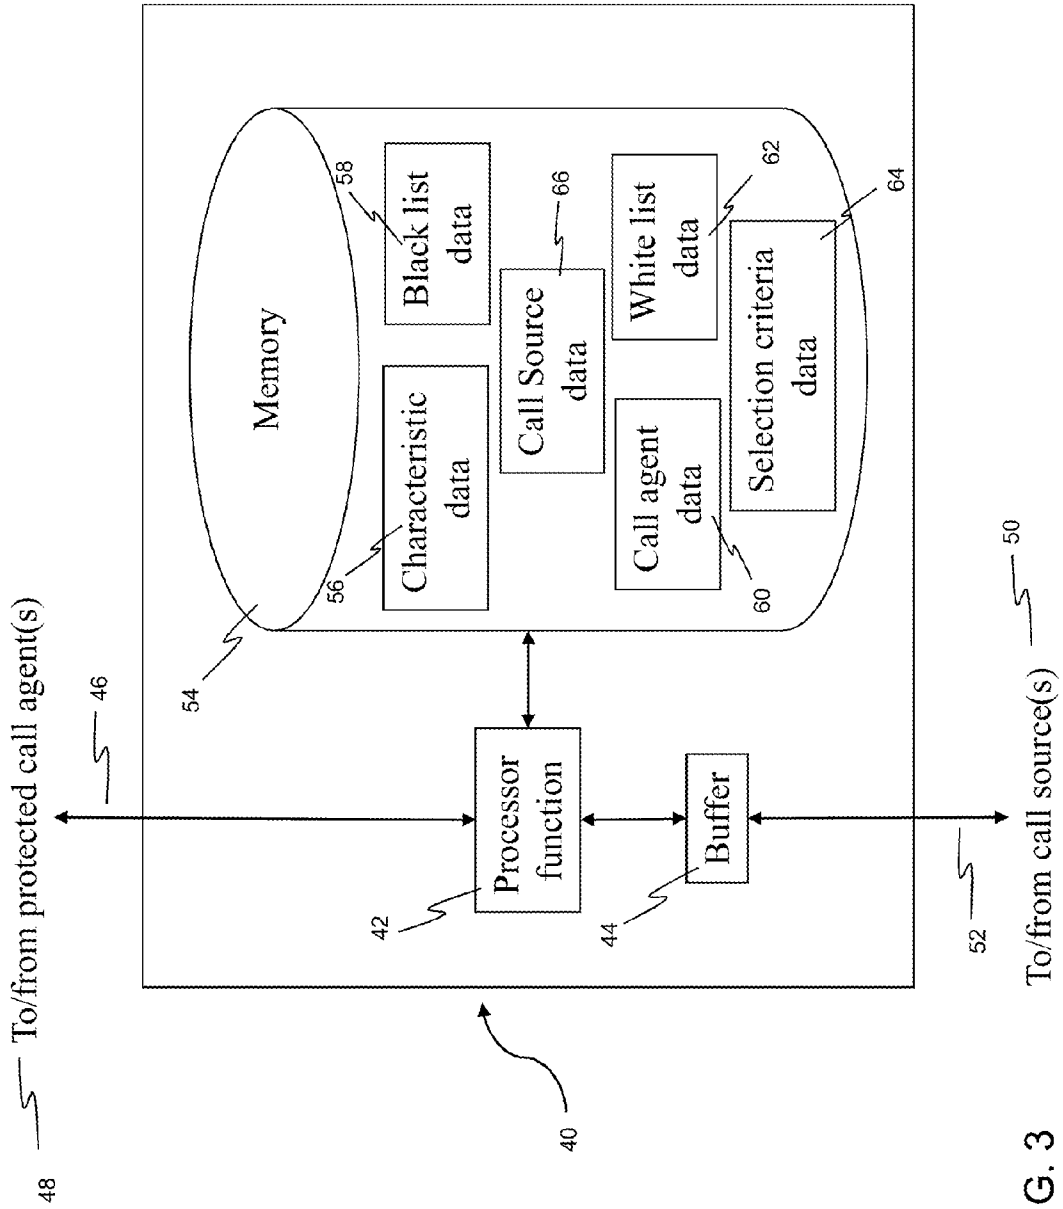 48
To/from protected call agent(s)
46
54
Memory
56
Characteristic
data
58
Black list
data
66
Call Source
data
Call agent
data
60
White list
data
62
Selection criteria
data
64
42
Processor
function
44
Buffer
40
52
To/from call source(s)
50
G. 3